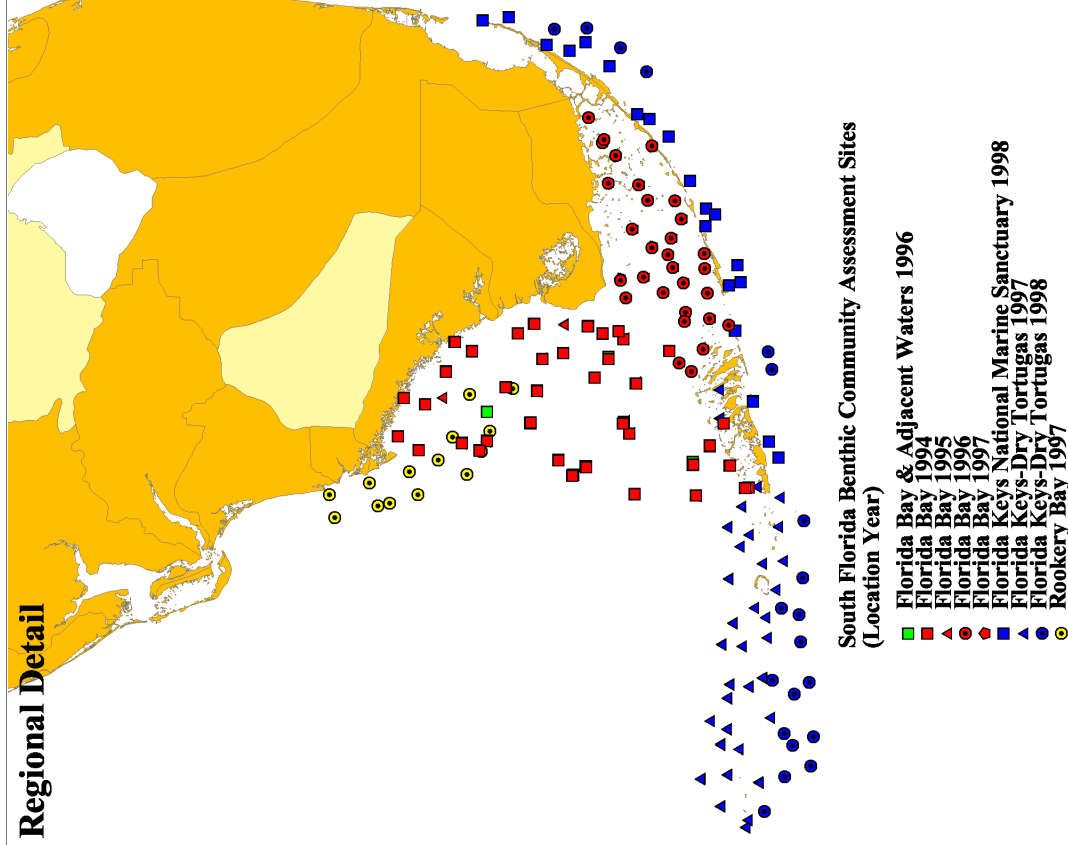 Regional Detail
South Florida Benthic Community Assessment Sites
(Location Year)
Florida Bay & Adjacent Waters 1996
Florida Bay 1994
Florida Bay 1995
Florida Bay 1996
Florida Bay 1997
Florida Keys National Marine Sanctuary 1998
Florida Keys-Dry Tortugas 1997
Florida Keys-Dry Tortugas 1998
Rookery Bay 1997